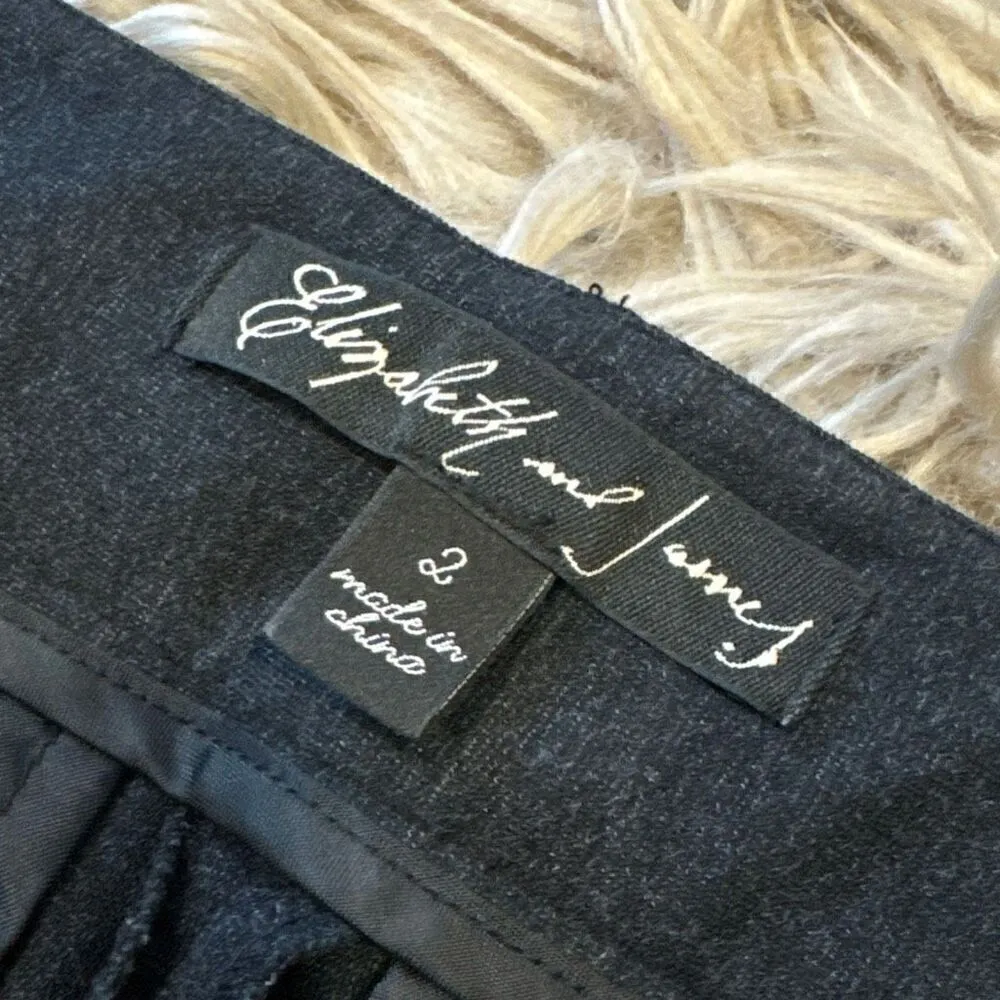 Elizabeth and James
2
made in
china